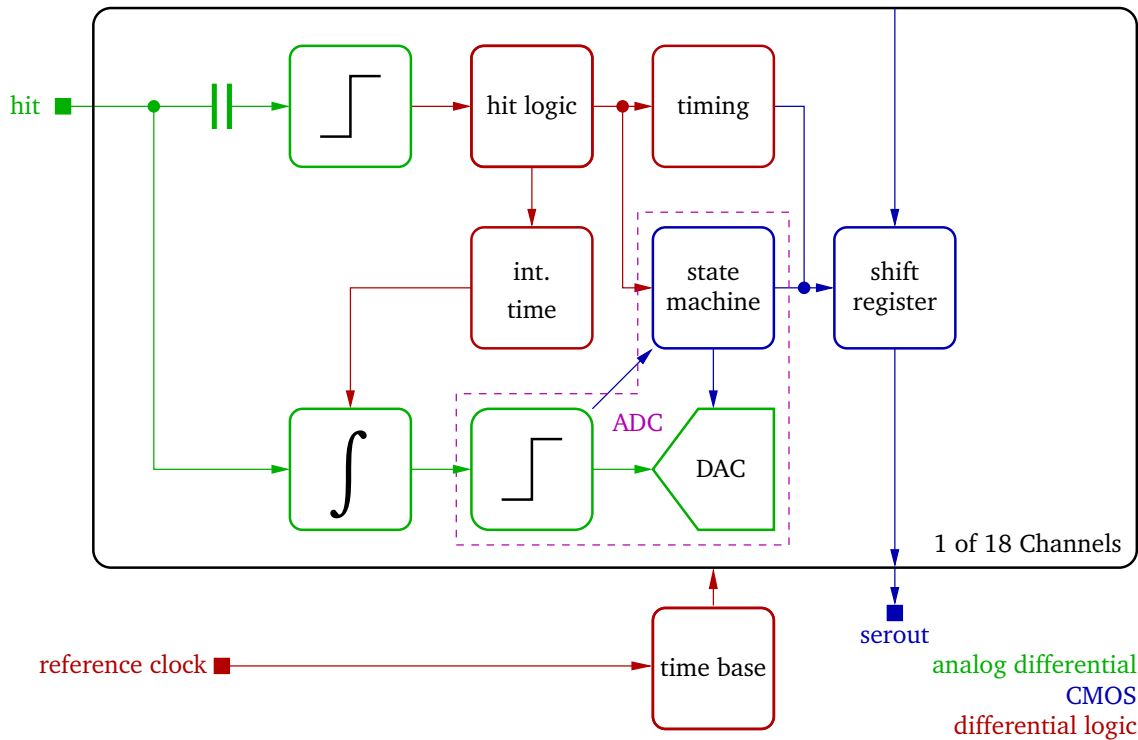 hit
hit logic
timing
int.
time
state
machine
shift
register
ADC
∫
DAC
1 of 18 Channels
serout
reference clock
time base
analog differential
CMOS
differential logic